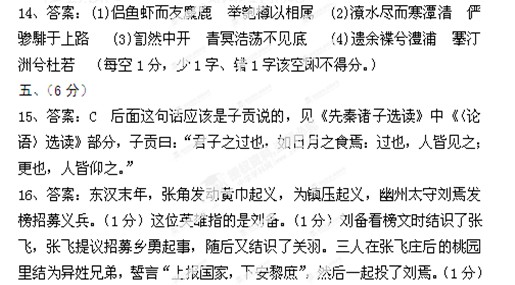 14、答案：(1)侣鱼虾而友麋鹿  举匏樽以相属  (2)潦水尽而寒潭清  俨
骖騑于上路  (3)訇然中开  青冥浩荡不见底  (4)遗余褋兮澧浦  搴汀
洲兮杜若  （每空1分，少1字、错1字该空即不得分。）
五、（6分）
15、答案：C  后面这句话应该是子贡说的，见《先秦诸子选读》中《〈论
语〉选读》部分，子贡曰：“君子之过也，如日月之食焉：过也，人皆见之；
更也，人皆仰之。”
16、答案：东汉末年，张角发动黄巾起义，为镇压起义，幽州太守刘焉发
榜招募义兵。（1分）这位英雄指的是刘备。（1分）刘备看榜文时结识了张
飞，张飞提议招募乡勇起事，随后又结识了关羽。三人在张飞庄后的桃园
里结为异姓兄弟，誓言“上报国家，下安黎庶”，然后一起投了刘焉。（1分）